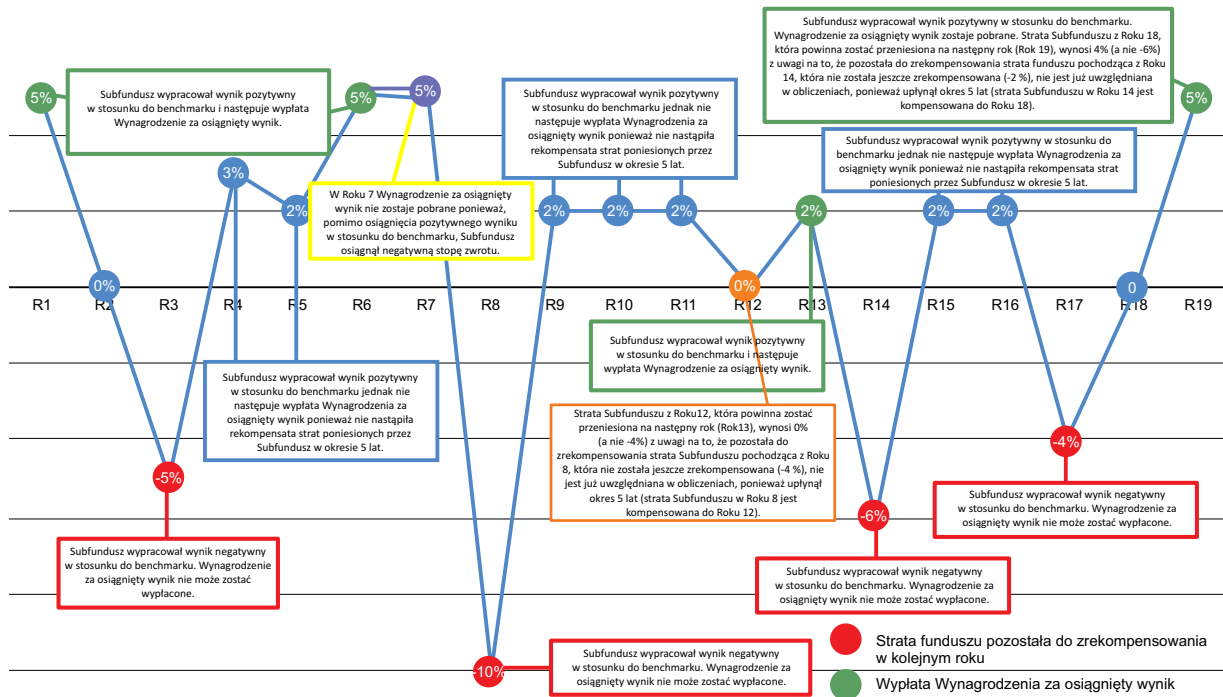 Subfundusz wypracował wynik pozytywny w stosunku do benchmarku.
Wynagrodzenie za osiągnięty wynik zostaje pobrane. Strata Subfunduszu z Roku 18,
która powinna zostać przeniesiona na następny rok (Rok 19), wynosi 4% (a nie -6%)
z uwagi na to, że pozostała do zrekompensowania strata funduszu pochodząca z Roku
14, która nie została jeszcze zrekompensowana (-2 %), nie jest już uwzględniana
w obliczeniach, ponieważ upłynął okres 5 lat (strata Subfunduszu w Roku 14 jest
kompensowana do Roku 18).
Subfundusz wypracował wynik pozytywny
w stosunku do benchmarku i następuje wypłata
Wynagrodzenie za osiągnięty wynik.
Subfundusz wypracował wynik pozytywny
w stosunku do benchmarku jednak nie
następuje wypłata Wynagrodzenia za
osiągnięty wynik ponieważ nie nastąpiła
rekompensata strat poniesionych przez
Subfundusz w okresie 5 lat.
Subfundusz wypracował wynik pozytywny w stosunku do
benchmarku jednak nie następuje wypłata Wynagrodzenia za
osiągnięty wynik ponieważ nie nastąpiła rekompensata strat
poniesionych przez Subfundusz w okresie 5 lat.
W Roku 7 Wynagrodzenie za osiągnięty
wynik nie zostaje pobrane ponieważ,
pomimo osiągnięcia pozytywnego wyniku
w stosunku do benchmark, Subfundusz
osiągnął negatywną stopę zwrotu.
5%
0%
-5%
3%
2%
5%
5%
-10%
2%
2%
2%
0%
2%
-6%
2%
2%
-4%
0
5%
R1
R2
R3
R4
R5
R6
R7
R8
R9
R10
R11
R12
R13
R14
R15
R16
R17
R18
R19
Subfundusz wypracował wynik pozytywny
w stosunku do benchmarku i następuje
wypłata Wynagrodzenie za osiągnięty wynik.
Subfundusz wypracował wynik pozytywny
w stosunku do benchmarku jednak nie
następuje wypłata Wynagrodzenia za
osiągnięty wynik ponieważ nie nastąpiła
rekompensata strat poniesionych przez
Subfundusz w okresie 5 lat.
Strata Subfunduszu z Roku12, która powinna zostać
przeniesiona na następny rok (Rok13), wynosi 0%
(a nie -4%) z uwagi na to, że pozostała do
zrekompensowania strata Subfunduszu pochodząca z Roku
8, która nie została jeszcze zrekompensowana (-4 %), nie
jest już uwzględniana w obliczeniach, ponieważ upłynął
okres 5 lat (strata Subfunduszu w Roku 8 jest
kompensowana do Roku 12).
Subfundusz wypracował wynik negatywny
w stosunku do benchmarku. Wynagrodzenie za
osiągnięty wynik nie może zostać wypłacone.
Subfundusz wypracował wynik negatywny
w stosunku do benchmarku. Wynagrodzenie
za osiągnięty wynik nie może zostać
wypłacone.
Subfundusz wypracował wynik negatywny
w stosunku do benchmarku. Wynagrodzenie za
osiągnięty wynik nie może zostać wypłacone.
Subfundusz wypracował wynik negatywny
w stosunku do benchmarku. Wynagrodzenie za
osiągnięty wynik nie może zostać wypłacone.
Strata funduszu pozostała do zrekompensowania
w kolejnym roku
Wypłata Wynagrodzenia za osiągnięty wynik